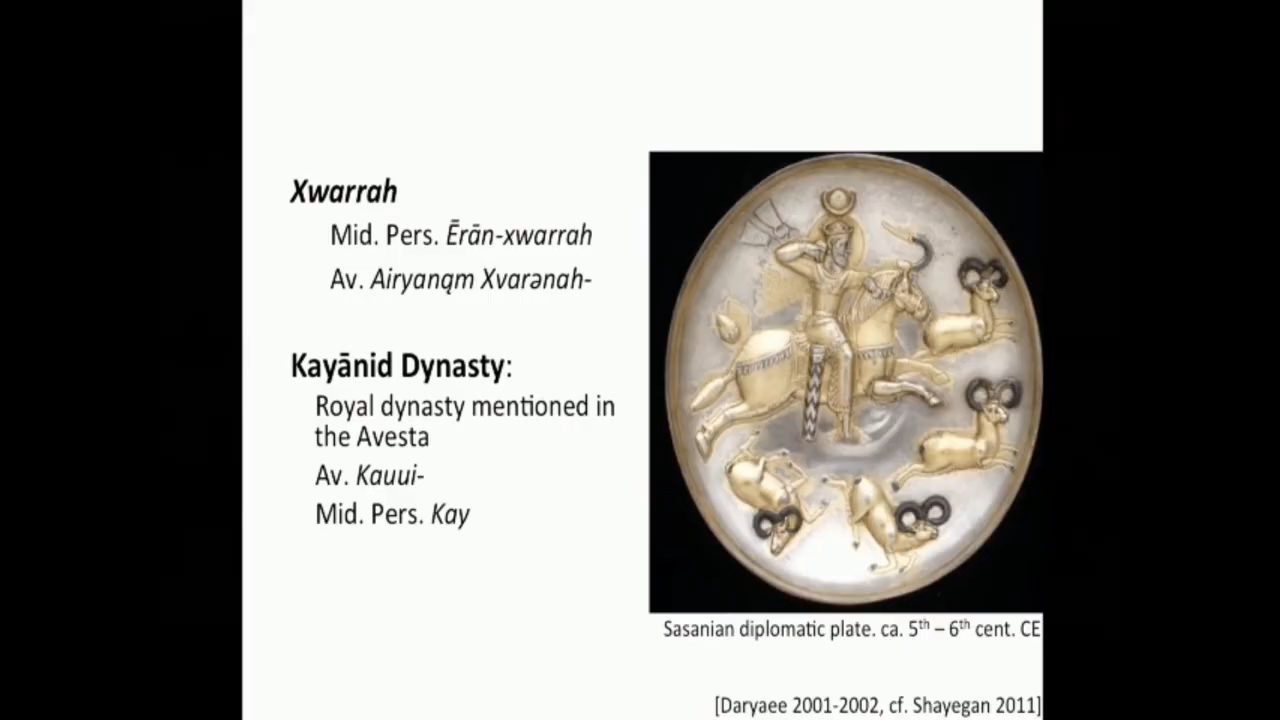 Xwarrah
Mid. Pers. Ērān-xwarrah
Av. Airyanąm Xvarənah-
Kayānid Dynasty:
Royal dynasty mentioned in
the Avesta
Av. Kauui-
Mid. Pers. Kay
Sasanian diplomatic plate. ca. 5th – 6th cent. CE
[Daryaee 2001-2002, cf. Shayegan 2011]